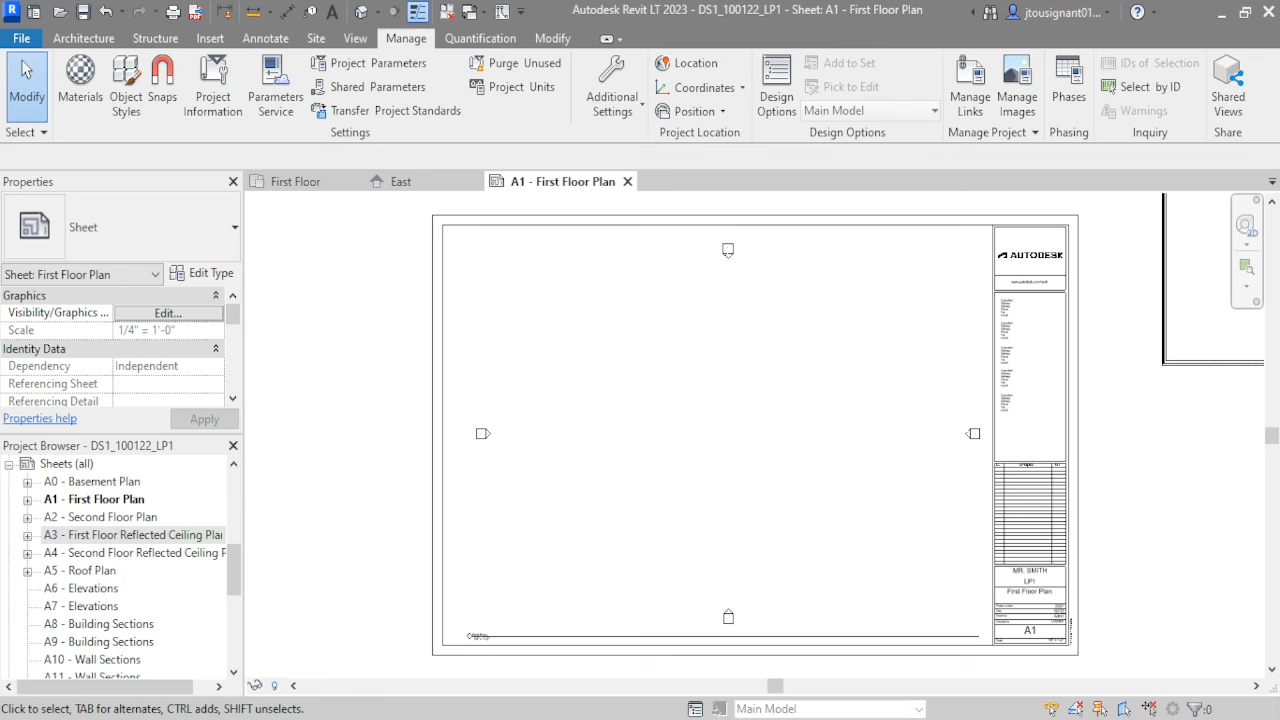 Autodesk Revit LT 2023 - DS1_100122_LP1 - Sheet: A1 - First Floor Plan
jtousignant01...
File
Architecture
Structure
Insert
Annotate
Site
View
Manage
Quantification
Modify
Modify
Select
Materials
Object
Styles
Snaps
Project
Information
Parameters
Service
Project Parameters
Shared Parameters
Transfer Project Standards
Purge Unused
Project Units
Settings
Additional
Settings
Location
Coordinates
Position
Project Location
Design
Options
Add to Set
Pick to Edit
Main Model
Design Options
Manage
Links
Manage
Images
Manage Project
Phases
Phasing
IDs of Selection
Select by ID
Warnings
Inquiry
Shared
Views
Share
Properties
First Floor
East
A1 - First Floor Plan
Sheet
Sheet: First Floor Plan
Edit Type
Graphics
Visibility/Graphics ... Edit...
Scale 1/4" = 1'-0"
Identity Data
Dependency Independent
Referencing Sheet
Referencing Detail
Properties help
Apply
Project Browser - DS1_100122_LP1
Sheets (all)
A0 - Basement Plan
A1 - First Floor Plan
A2 - Second Floor Plan
A3 - First Floor Reflected Ceiling Plan
A4 - Second Floor Reflected Ceiling P
A5 - Roof Plan
A6 - Elevations
A7 - Elevations
A8 - Building Sections
A9 - Building Sections
A10 - Wall Sections
A11 - Wall Sections
2D
AUTODESK
www.autodesk.com/revit
MR. SMITH
LP1
First Floor Plan
A1
Click to select, TAB for alternates, CTRL adds, SHIFT unselects.
Main Model
:0